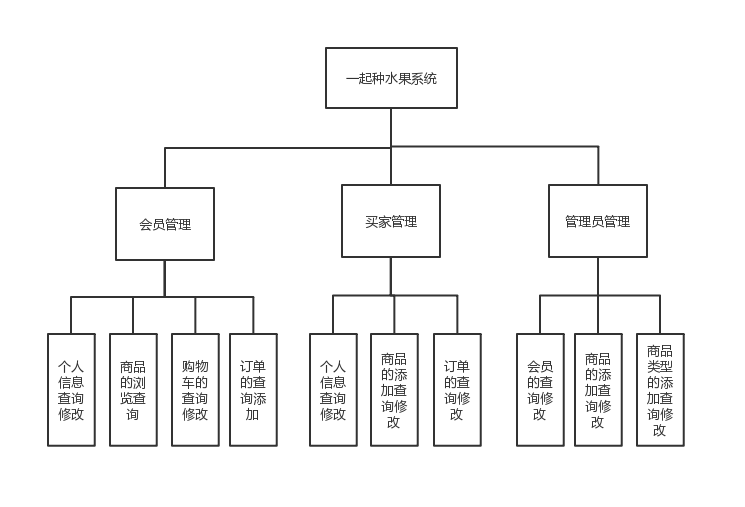 一起种水果系统
会员管理
买家管理
管理员管理
个人
信息
查询
修改
商品
的浏
览查
询
购物
车的
查询
修改
订单
的查
询添
加
个人
信息
查询
修改
商品
的添
加查
询修
改
订单
的查
询修
改
会员
的查
询修
改
商品
的添
加查
询修
改
商品
类型
的添
加查
询修
改